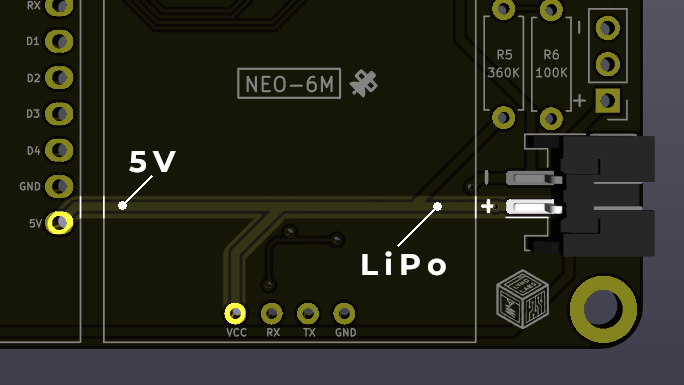 RX
D1
D2
D3
D4
GND
5V
NEO-6M
R5
360K
R6
100K
-
+
5V
- 
+
LiPo
VCC RX TX GND